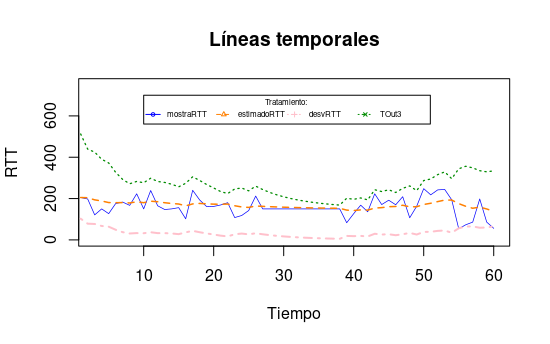 Líneas temporales
Tratamiento:
mostraRTT estimadoRTT desvRTT TOut3
RTT
600
400
200
0
10 20 30 40 50 60
Tiempo